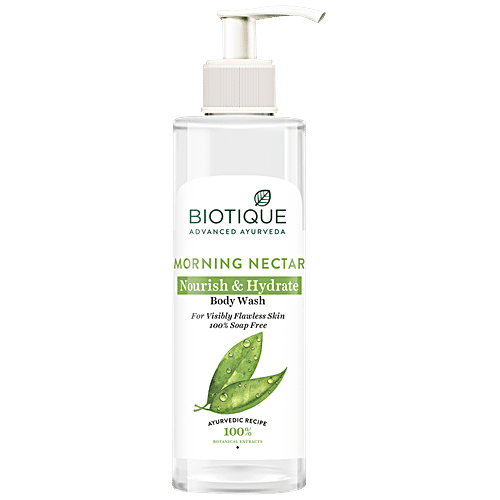 BIOTIQUE
ADVANCED AYURVEDA
MORNING NECTAR
Nourish & Hydrate
Body Wash
For Visibly Flawless Skin
100% Soap Free
AYURVEDIC RECIPE
100%
BOTANICAL EXTRACTS